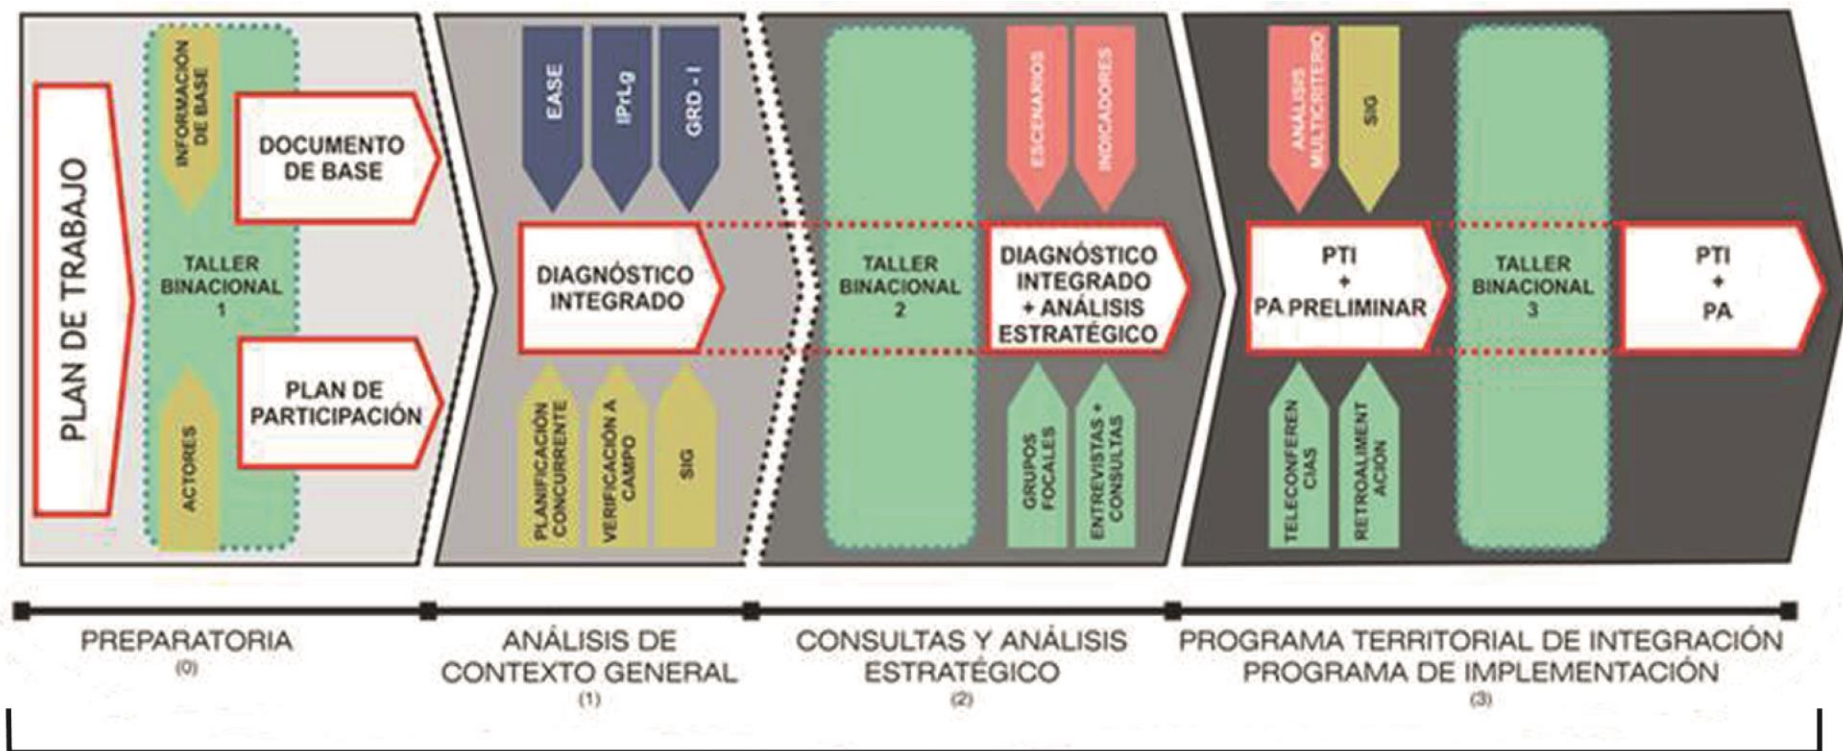 PLAN DE TRABAJO
INFORMACIÓN
DE BASE
DOCUMENTO
DE BASE
TALLER
BINACIONAL
1
PLAN DE
PARTICIPACIÓN
ACTORES
EASE
IPrLg
GRD - I
DIAGNÓSTICO
INTEGRADO
PLANIFICACIÓN
CONCURRENTE
VERIFICACIÓN A
CAMPO
SIG
TALLER
BINACIONAL
2
ESCENARIOS
INDICADORES
DIAGNÓSTICO
INTEGRADO
+ ANÁLISIS
ESTRATÉGICO
GRUPOS
FOCALES
ENTREVISTAS +
CONSULTAS
ANÁLISIS
MULTICRITERIO
SIG
PTI
+
PA PRELIMINAR
TELECONFEREN
CIAS
RETROALIMENT
ACIÓN
TALLER
BINACIONAL
3
PTI
+
PA
PREPARATORIA
(0)
ANÁLISIS DE
CONTEXTO GENERAL
(1)
CONSULTAS Y ANÁLISIS
ESTRATÉGICO
(2)
PROGRAMA TERRITORIAL DE INTEGRACIÓN
PROGRAMA DE IMPLEMENTACIÓN
(3)